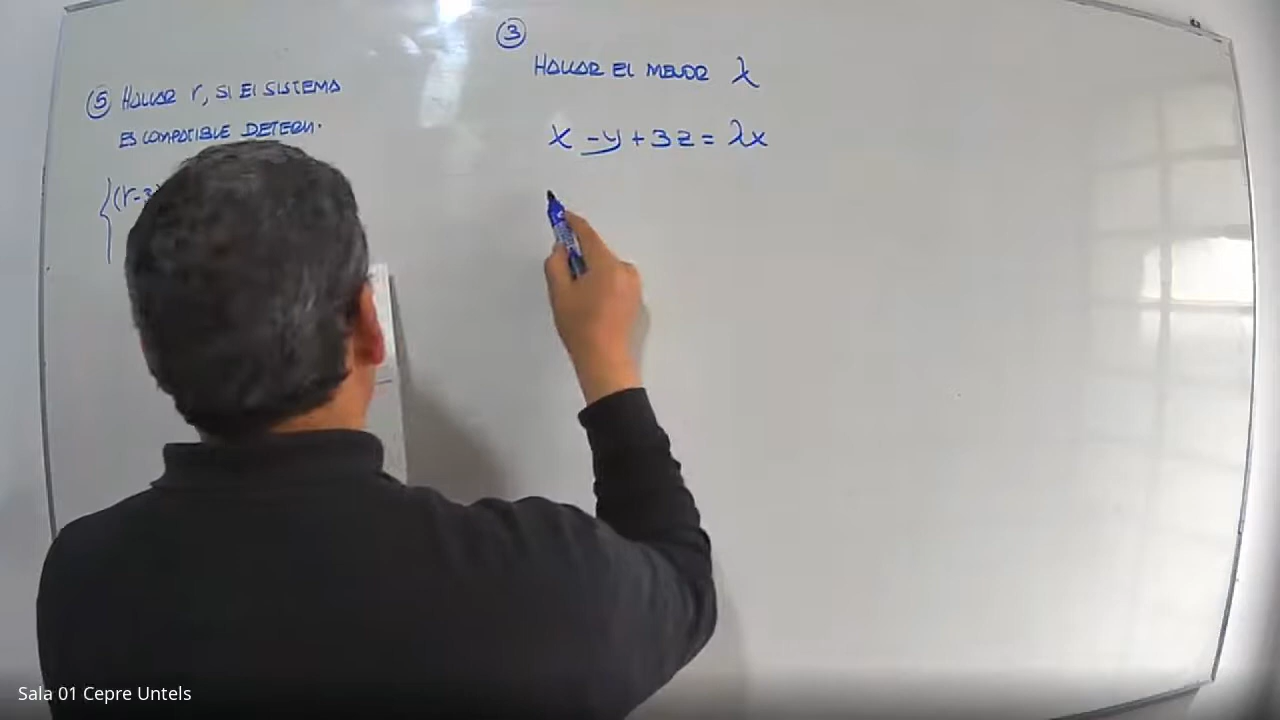 ③
HALLAR EL MENOR λ
x - y + 3z = λx
⑤ HALLAR r, SI EL SISTEMA
ES COMPATIBLE DETERM.
(r-3)
Sala 01 Cepre Untels